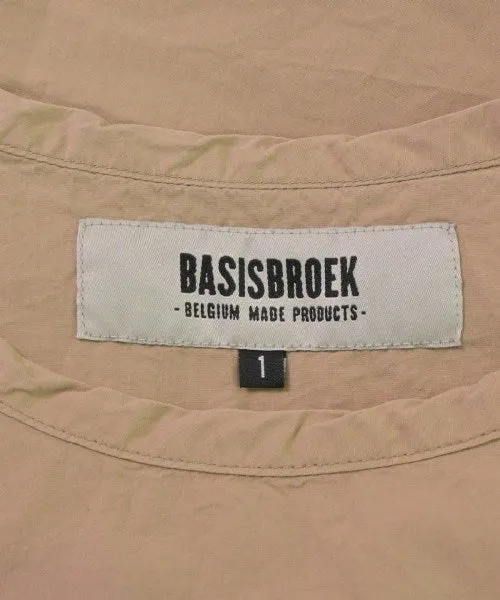 BASISBROEK
- BELGIUM MADE PRODUCTS -
1